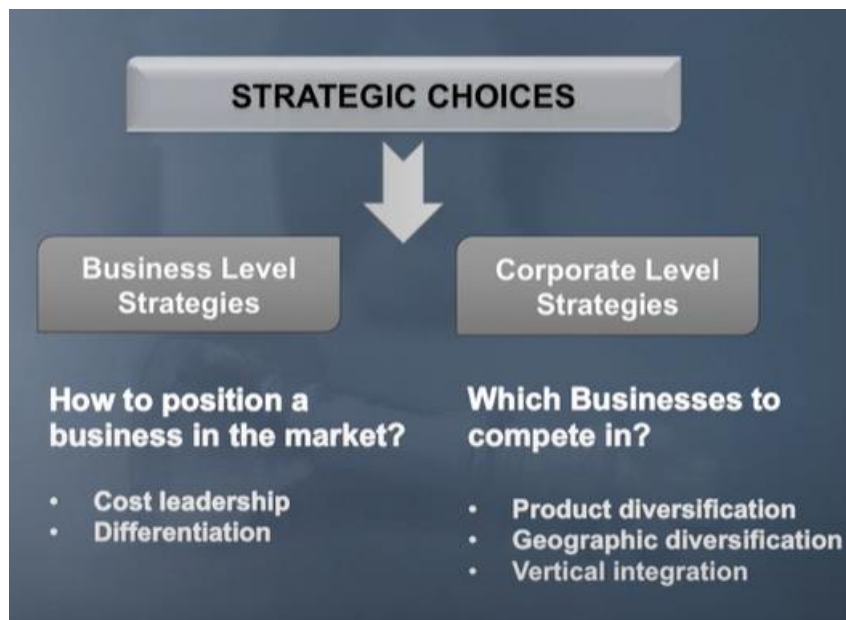 STRATEGIC CHOICES
Business Level
Strategies
How to position a
business in the market?
• Cost leadership
• Differentiation
Corporate Level
Strategies
Which Businesses to
compete in?
• Product diversification
• Geographic diversification
• Vertical integration